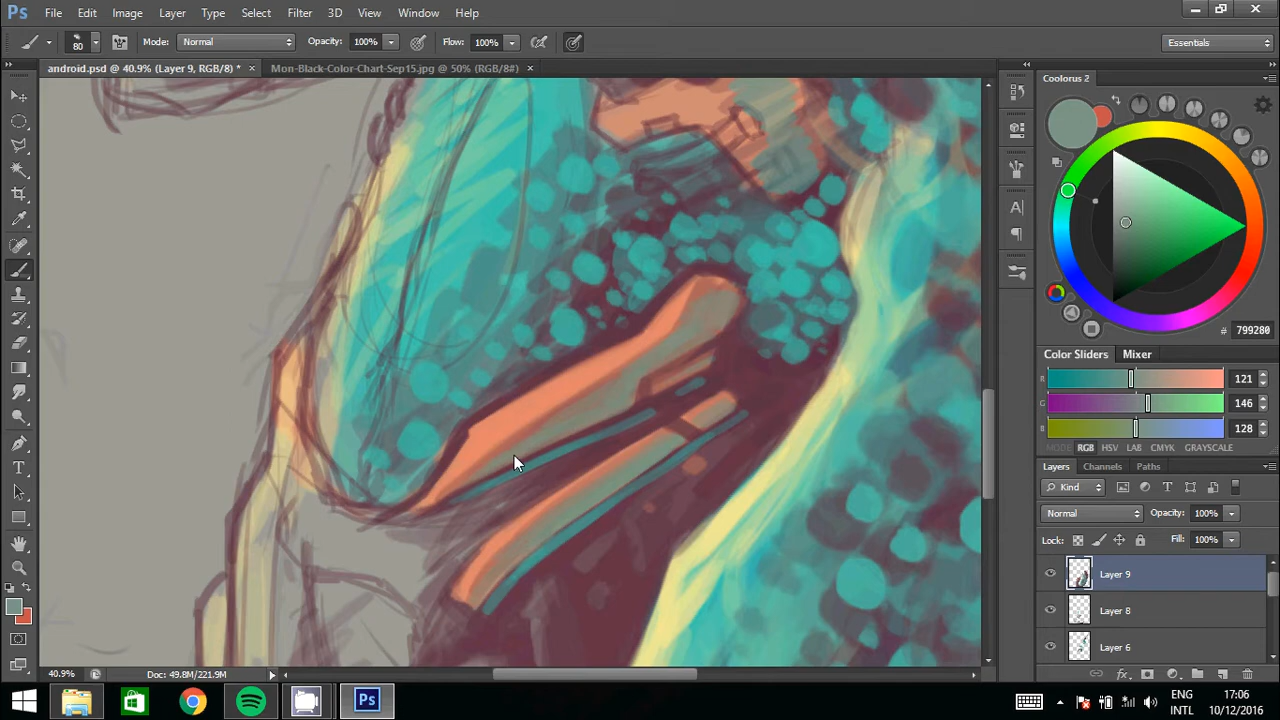 Ps File Edit Image Layer Type Select Filter 3D View Window Help
80 Mode: Normal Opacity: 100% Flow: 100% Essentials
android.psd @ 40.9% (Layer 9, RGB/8) * × Mon-Black-Color-Chart-Sep15.jpg @ 50% (RGB/8#) ×
Coolorus 2
# 799280
Color Sliders Mixer
R 121
G 146
B 128
MODE RGB HSV LAB CMYK GRAYSCALE
Layers Channels Paths
Kind
Normal Opacity: 100%
Lock: Fill: 100%
Layer 9
Layer 8
Layer 6
40.9% Doc: 49.8M/221.9M
Ps ENG 17:06
INTL 10/12/2016